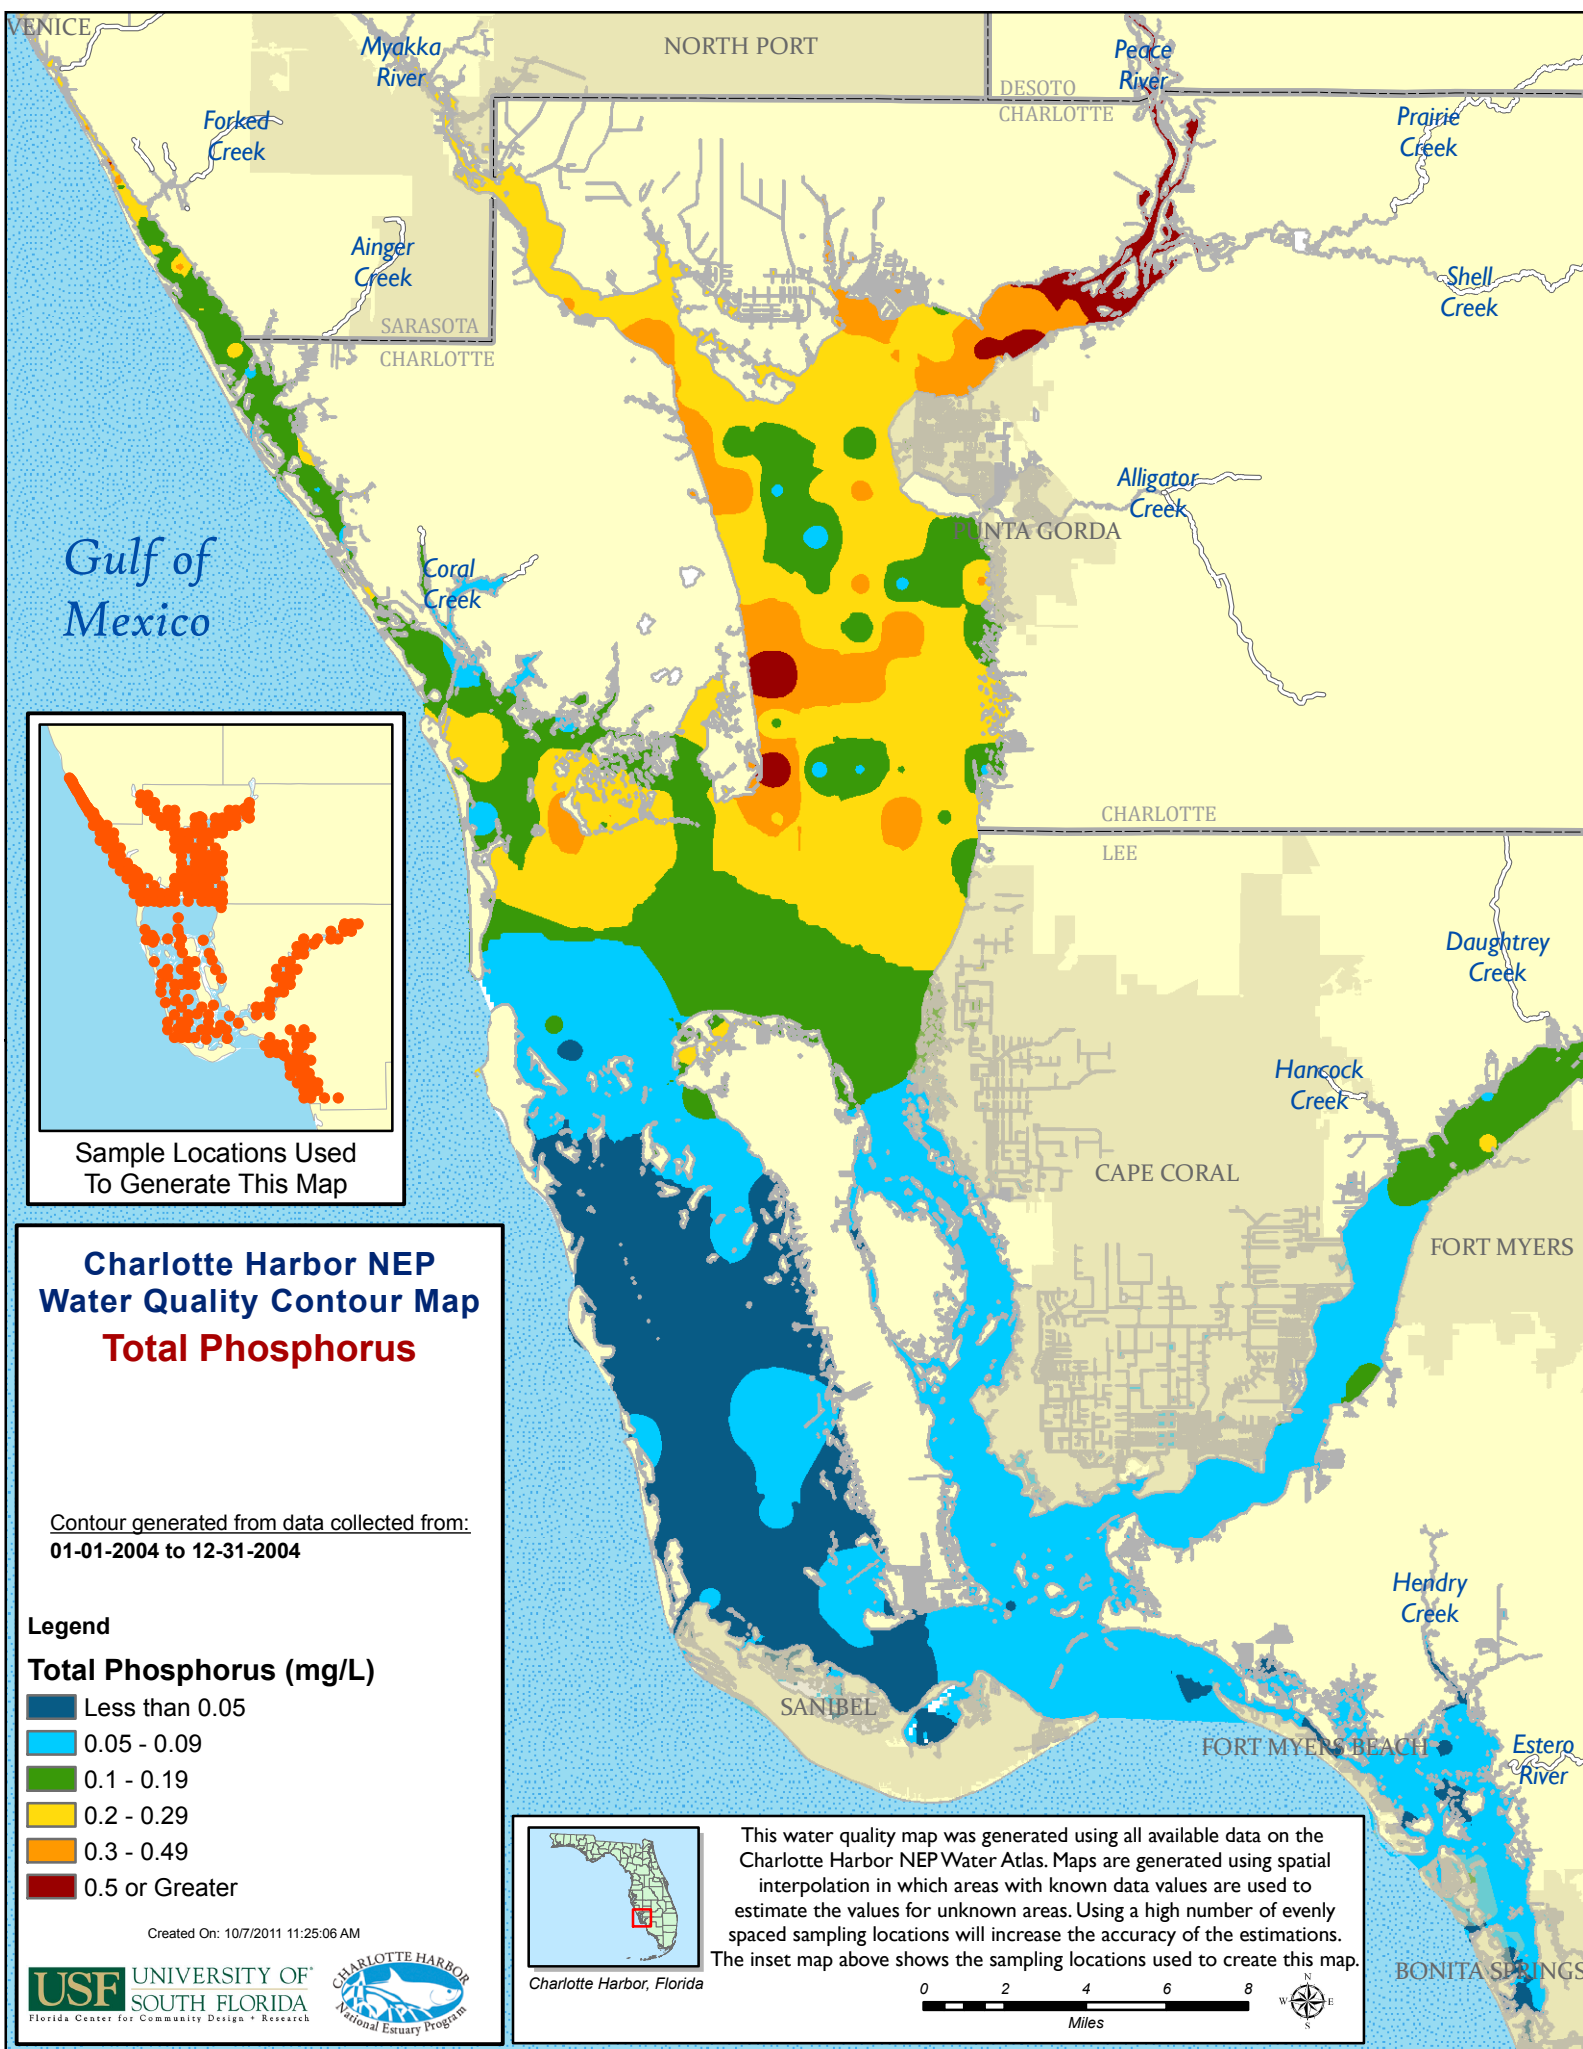 VENICE
Myakka
River
NORTH PORT
Peace
River
DESOTO
CHARLOTTE
Prairie
Creek
Forked
Creek
Ainger
Creek
Shell
Creek
SARASOTA
CHARLOTTE
Alligator
Creek
PUNTA GORDA
Gulf of
Mexico
Coral
Creek
CHARLOTTE
LEE
Daughtrey
Creek
Hancock
Creek
CAPE CORAL
FORT MYERS
Sample Locations Used
To Generate This Map
Charlotte Harbor NEP
Water Quality Contour Map
Total Phosphorus
Contour generated from data collected from:
01-01-2004 to 12-31-2004
Legend
Total Phosphorus (mg/L)
Less than 0.05
0.05 - 0.09
0.1 - 0.19
0.2 - 0.29
0.3 - 0.49
0.5 or Greater
Created On: 10/7/2011 11:25:06 AM
USF UNIVERSITY OF
SOUTH FLORIDA
Florida Center for Community Design + Research
CHARLOTTE HARBOR
National Estuary Program
Hendry
Creek
SANIBEL
FORT MYERS BEACH
Estero
River
BONITA SPRINGS
Charlotte Harbor, Florida
This water quality map was generated using all available data on the
Charlotte Harbor NEP Water Atlas. Maps are generated using spatial
interpolation in which areas with known data values are used to
estimate the values for unknown areas. Using a high number of evenly
spaced sampling locations will increase the accuracy of the estimations.
The inset map above shows the sampling locations used to create this map.
0 2 4 6 8
Miles
N
W E
S